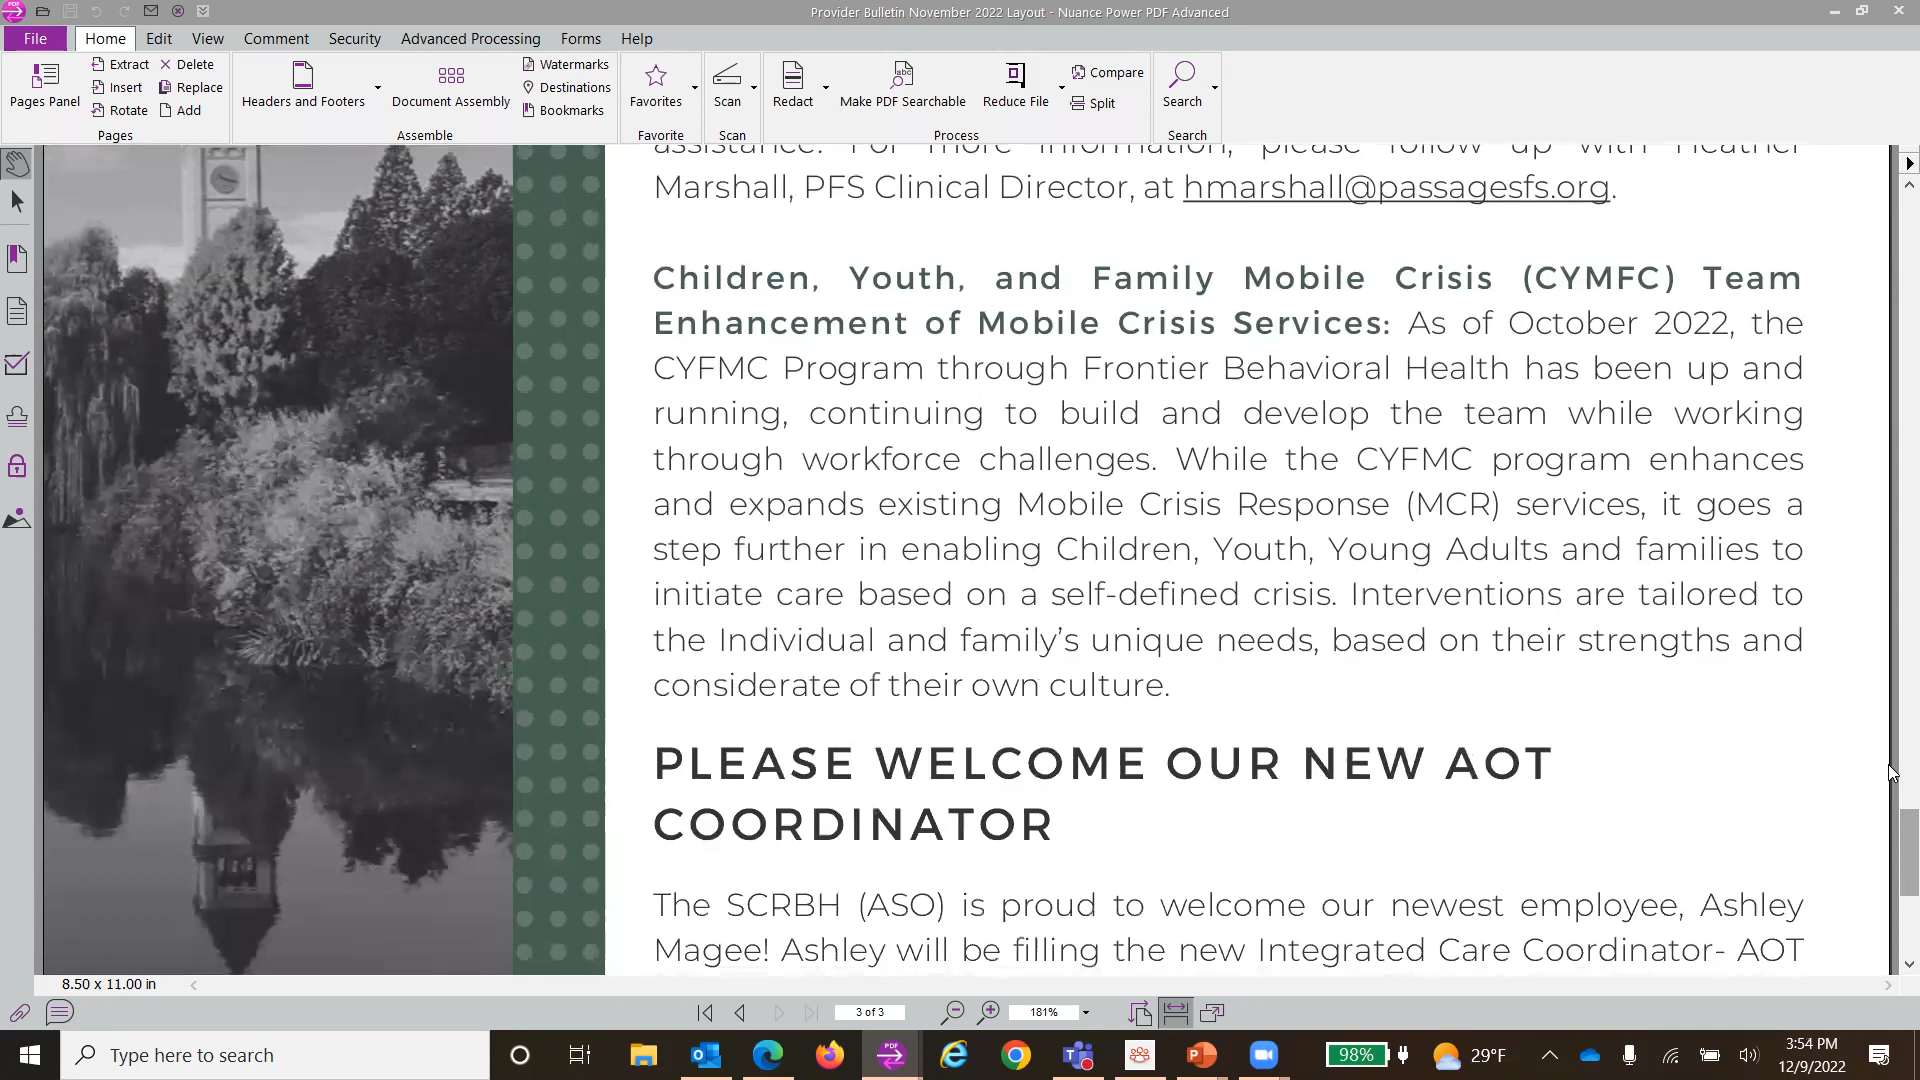 Provider Bulletin November 2022 Layout - Nuance Power PDF Advanced
File Home Edit View Comment Security Advanced Processing Forms Help
Pages Panel
Extract Delete
Insert Replace
Rotate Add
Pages
Headers and Footers
Document Assembly
Watermarks
Destinations
Bookmarks
Assemble
Favorites
Favorite
Scan
Scan
Redact
Make PDF Searchable
Reduce File
Compare
Split
Process
Search
Search
assistance. For more information, please follow up with Heather
Marshall, PFS Clinical Director, at hmarshall@passagesfs.org.
Children, Youth, and Family Mobile Crisis (CYMFC) Team
Enhancement of Mobile Crisis Services: As of October 2022, the
CYFMC Program through Frontier Behavioral Health has been up and
running, continuing to build and develop the team while working
through workforce challenges. While the CYFMC program enhances
and expands existing Mobile Crisis Response (MCR) services, it goes a
step further in enabling Children, Youth, Young Adults and families to
initiate care based on a self-defined crisis. Interventions are tailored to
the Individual and family's unique needs, based on their strengths and
considerate of their own culture.
PLEASE WELCOME OUR NEW AOT
COORDINATOR
The SCRBH (ASO) is proud to welcome our newest employee, Ashley
Magee! Ashley will be filling the new Integrated Care Coordinator- AOT
8.50 x 11.00 in
3 of 3
181%
Type here to search
98%
29°F
3:54 PM
12/9/2022